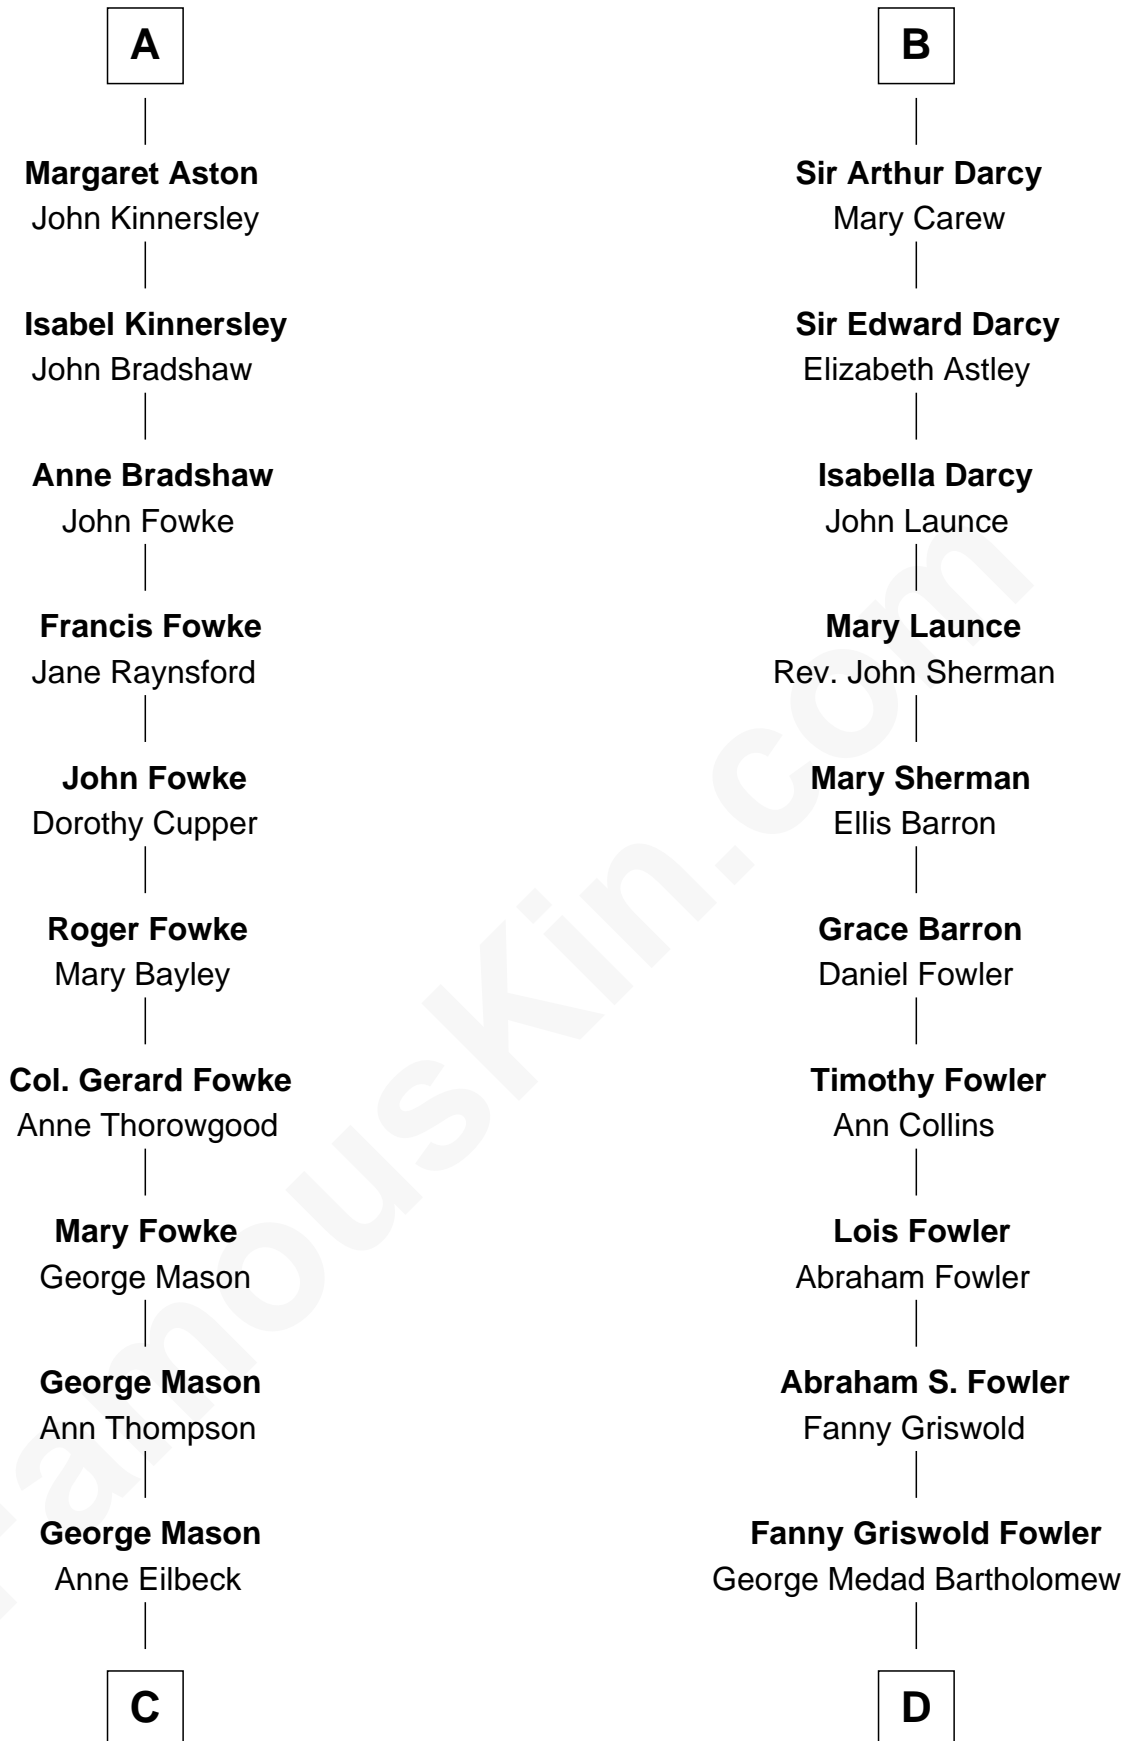 A
Margaret Aston
John Kinnersley
Isabel Kinnersley
John Bradshaw
Anne Bradshaw
John Fowke
Francis Fowke
Jane Raynsford
John Fowke
Dorothy Cupper
Roger Fowke
Mary Bayley
Col. Gerard Fowke
Anne Thorowgood
Mary Fowke
George Mason
George Mason
Ann Thompson
George Mason
Anne Eilbeck
C
B
Sir Arthur Darcy
Mary Carew
Sir Edward Darcy
Elizabeth Astley
Isabella Darcy
John Launce
Mary Launce
Rev. John Sherman
Mary Sherman
Ellis Barron
Grace Barron
Daniel Fowler
Timothy Fowler
Ann Collins
Lois Fowler
Abraham Fowler
Abraham S. Fowler
Fanny Griswold
Fanny Griswold Fowler
George Medad Bartholomew
D
FamousKin.com